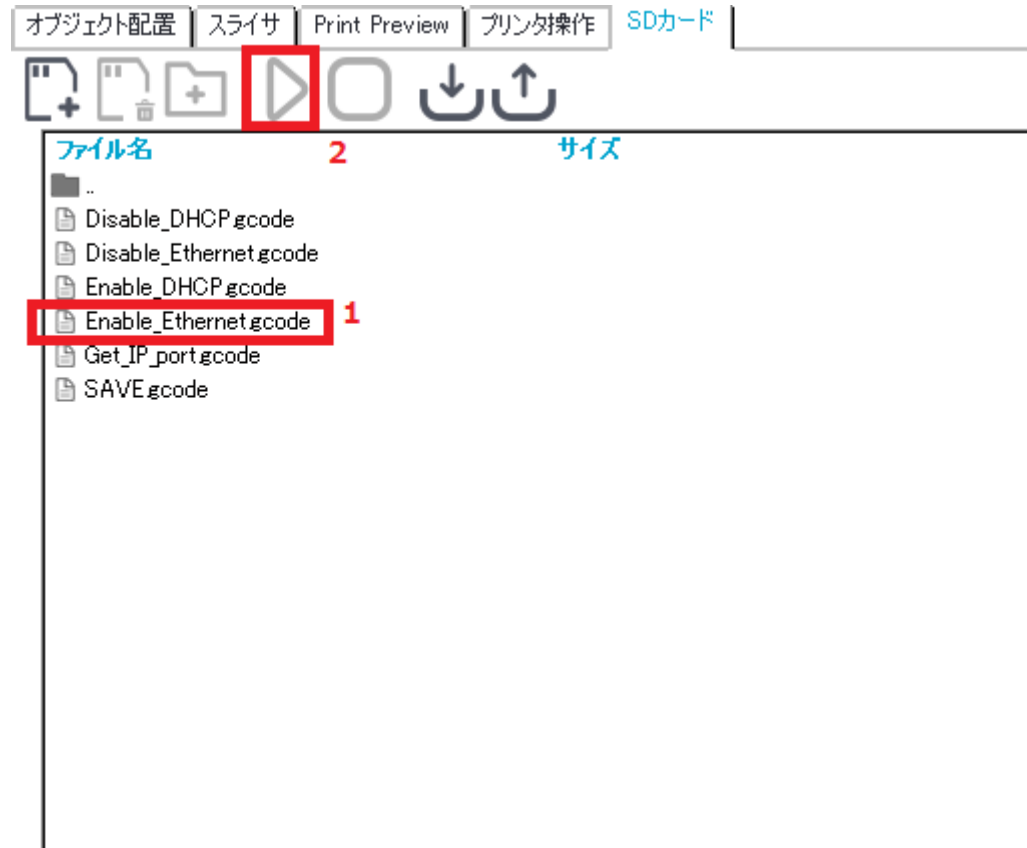 オブジェクト配置 スライサ Print Preview プリンタ操作 SDカード
ファイル名 2 サイズ
..
Disable_DHCP.gcode
Disable_Ethernet.gcode
Enable_DHCP.gcode
Enable_Ethernet.gcode 1
Get_IP_port.gcode
SAVE.gcode